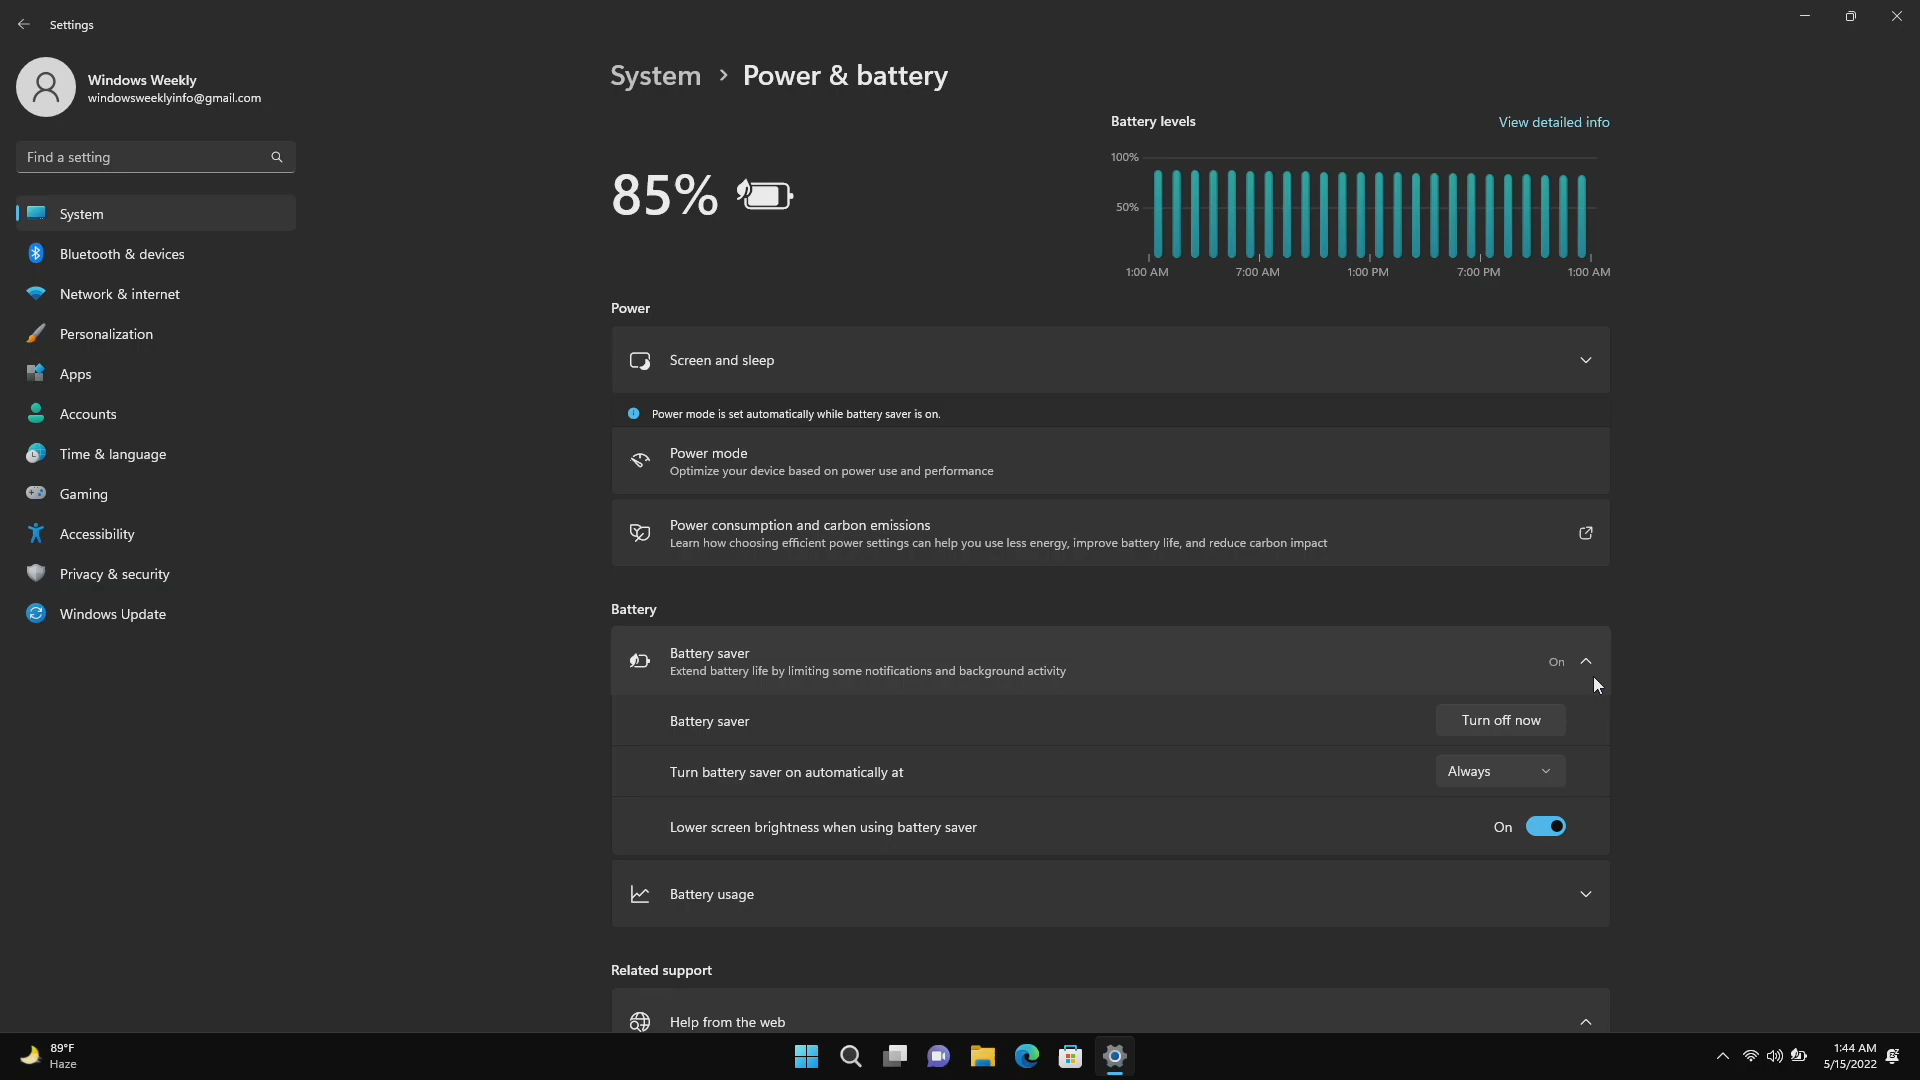 Settings
Windows Weekly
windowsweeklyinfo@gmail.com
Find a setting
System
Bluetooth & devices
Network & internet
Personalization
Apps
Accounts
Time & language
Gaming
Accessibility
Privacy & security
Windows Update
System > Power & battery
85%
Battery levels
View detailed info
100%
50%
1:00 AM 7:00 AM 1:00 PM 7:00 PM 1:00 AM
Power
Screen and sleep
Power mode is set automatically while battery saver is on.
Power mode
Optimize your device based on power use and performance
Power consumption and carbon emissions
Learn how choosing efficient power settings can help you use less energy, improve battery life, and reduce carbon impact
Battery
Battery saver
Extend battery life by limiting some notifications and background activity
On
Battery saver
Turn off now
Turn battery saver on automatically at
Always
Lower screen brightness when using battery saver
On
Battery usage
Related support
Help from the web
89°F
Haze
1:44 AM
5/15/2022